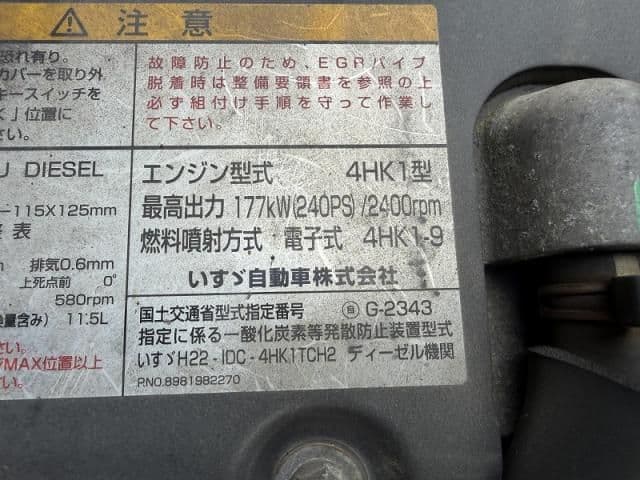 ⚠ 注意
恐れ有り。
カバーを取り外
キースイッチを
く」位置に
故障防止のため、EGRパイプ
脱着時は整備要領書を参照の上
必ず組付け手順を守って作業し
て下さい。
U DIESEL
エンジン型式 4HK1型
-115X125mm
最高出力 177kW(240PS)/2400rpm
整 表
燃料噴射方式 電子式 4HK1-9
排気0.6mm
上死点前 0°
580rpm
量含み) 11.5L
いすゞ自動車株式会社
国土交通省型式指定番号 自 G-2343
指定に係る一酸化炭素等発散防止装置型式
いすゞH22-IDC-4HK1TCH2 ディーゼル機関
P.NO.8981982270
さい。
MAX位置以上
さい。